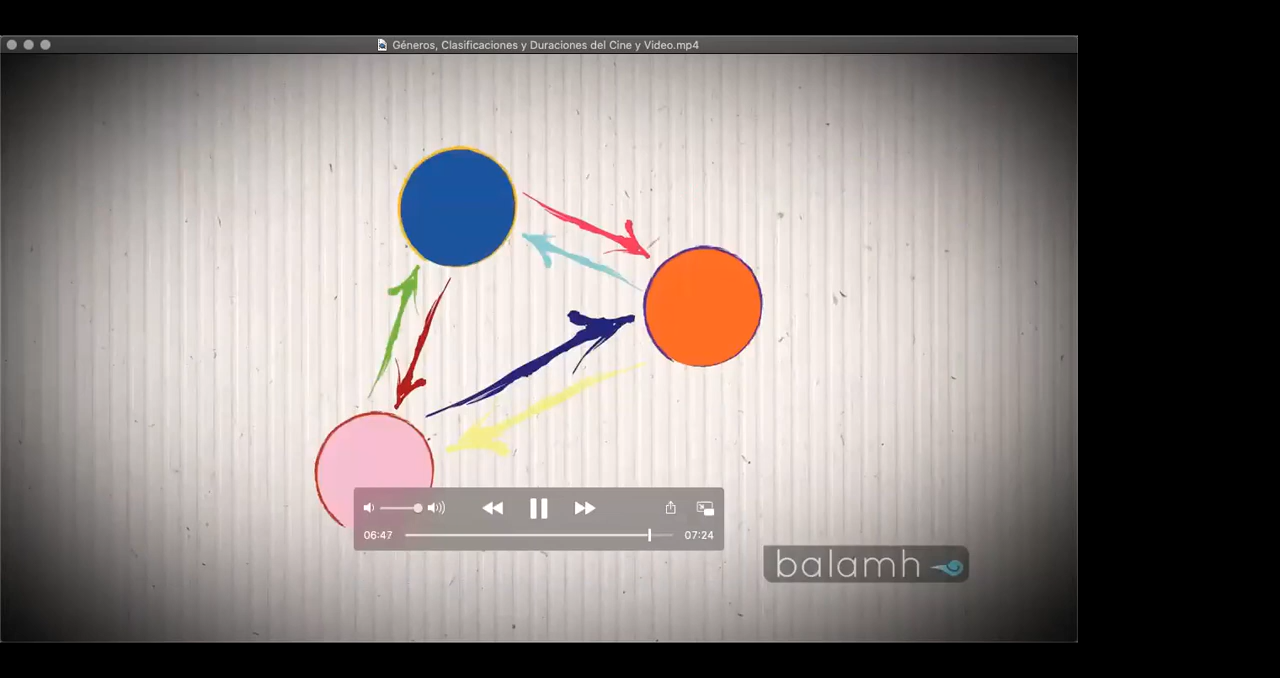 Géneros, Clasificaciones y Duraciones del Cine y Video.mp4
06:47
07:24
balamh